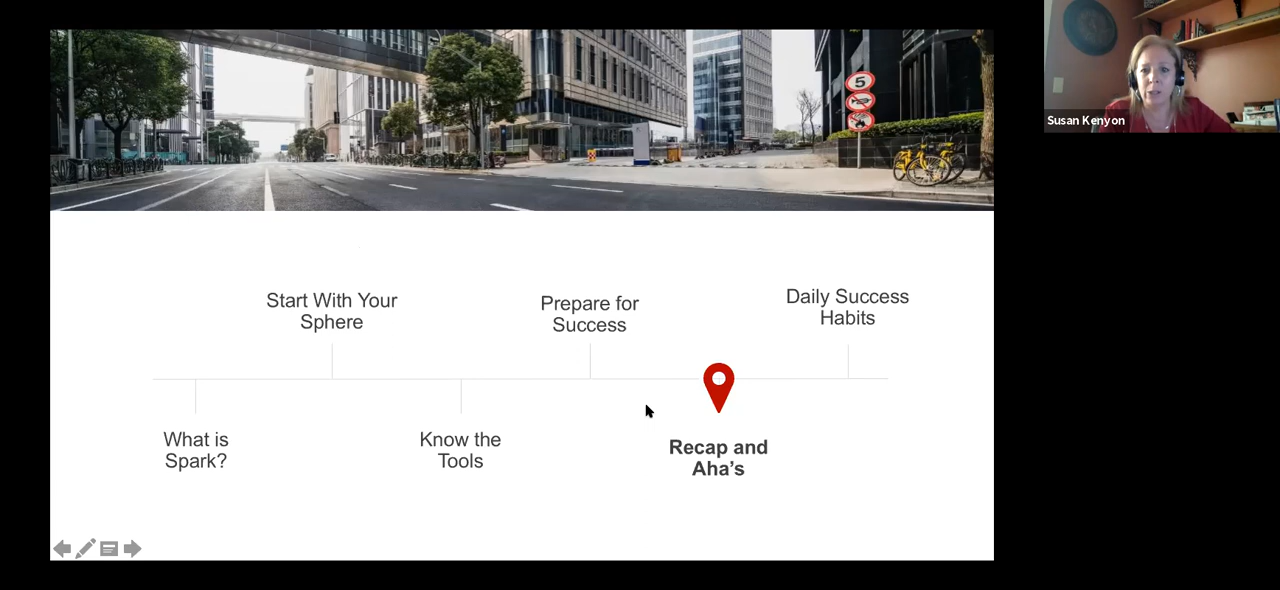 5
Susan Kenyon
Start With Your
Sphere
Prepare for
Success
Daily Success
Habits
What is
Spark?
Know the
Tools
Recap and
Aha’s